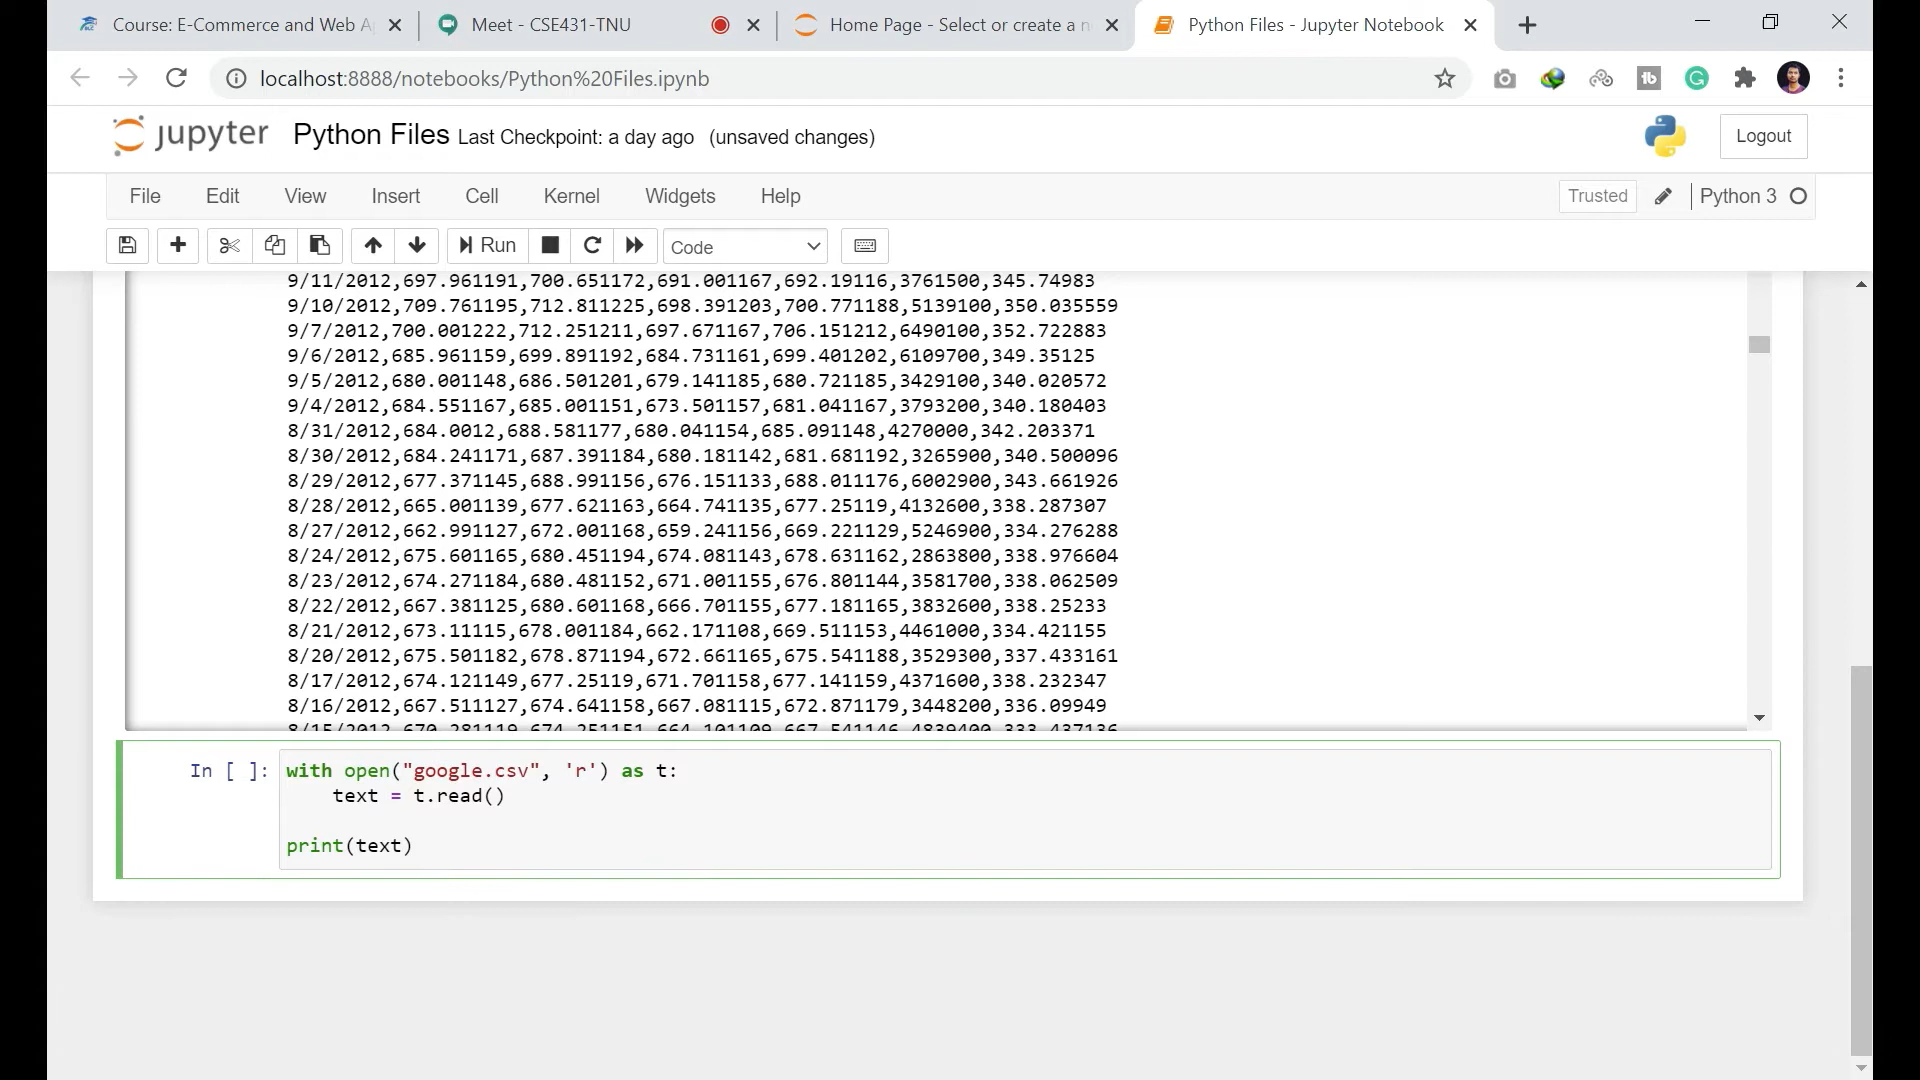 Course: E-Commerce and Web A
Meet - CSE431-TNU
Home Page - Select or create a n
Python Files - Jupyter Notebook
localhost:8888/notebooks/Python%20Files.ipynb
jupyter Python Files Last Checkpoint: a day ago (unsaved changes)
Logout
File Edit View Insert Cell Kernel Widgets Help
Trusted Python 3
Run Code
9/11/2012,697.961191,700.651172,691.001167,692.19116,3761500,345.74983
9/10/2012,709.761195,712.811225,698.391203,700.771188,5139100,350.035559
9/7/2012,700.001222,712.251211,697.671167,706.151212,6490100,352.722883
9/6/2012,685.961159,699.891192,684.731161,699.401202,6109700,349.35125
9/5/2012,680.001148,686.501201,679.141185,680.721185,3429100,340.020572
9/4/2012,684.551167,685.001151,673.501157,681.041167,3793200,340.180403
8/31/2012,684.0012,688.581177,680.041154,685.091148,4270000,342.203371
8/30/2012,684.241171,687.391184,680.181142,681.681192,3265900,340.500096
8/29/2012,677.371145,688.991156,676.151133,688.011176,6002900,343.661926
8/28/2012,665.001139,677.621163,664.741135,677.25119,4132600,338.287307
8/27/2012,662.991127,672.001168,659.241156,669.221129,5246900,334.276288
8/24/2012,675.601165,680.451194,674.081143,678.631162,2863800,338.976604
8/23/2012,674.271184,680.481152,671.001155,676.801144,3581700,338.062509
8/22/2012,667.381125,680.601168,666.701155,677.181165,3832600,338.25233
8/21/2012,673.11115,678.001184,662.171108,669.511153,4461000,334.421155
8/20/2012,675.501182,678.871194,672.661165,675.541188,3529300,337.433161
8/17/2012,674.121149,677.25119,671.701158,677.141159,4371600,338.232347
8/16/2012,667.511127,674.641158,667.081115,672.871179,3448200,336.09949
8/15/2012,670.281119,674.251151,664.101109,667.541146,4839400,333.437136
In [ ]: with open("google.csv", 'r') as t:
text = t.read()
print(text)